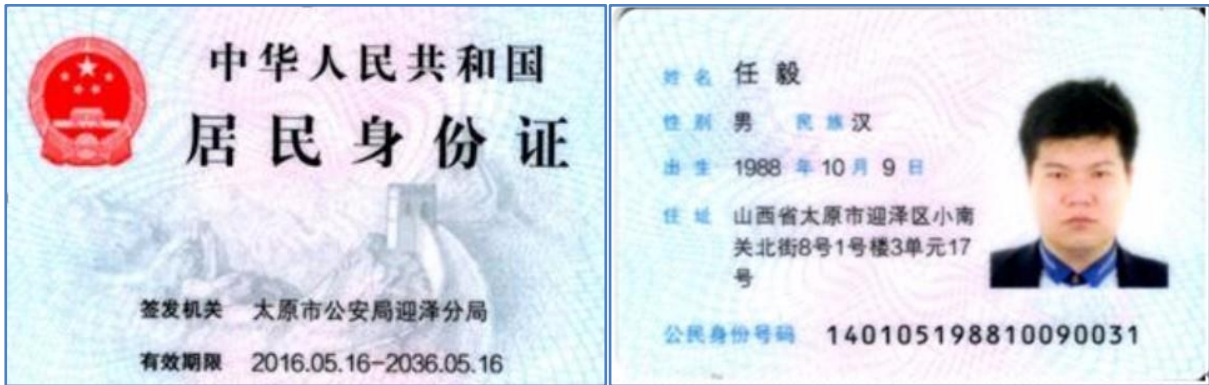 中华人民共和国
居民身份证
签发机关 太原市公安局迎泽分局
有效期限 2016.05.16-2036.05.16
姓名 任毅
性别 男 民族 汉
出生 1988 年 10 月 9 日
住址 山西省太原市迎泽区小南
关北街8号1号楼3单元17
号
公民身份号码 140105198810090031